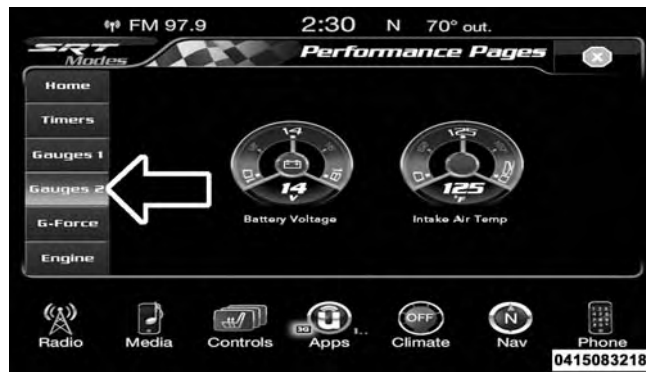 FM 97.9 2:30 N 70° out.
SRT Modes Performance Pages
Home
Timers
Gauges 1
Gauges 2
G-Force
Engine
14 125
14 125
V °F
Battery Voltage Intake Air Temp
3G
OFF N
Radio Media Controls Apps Climate Nav Phone
0415083218